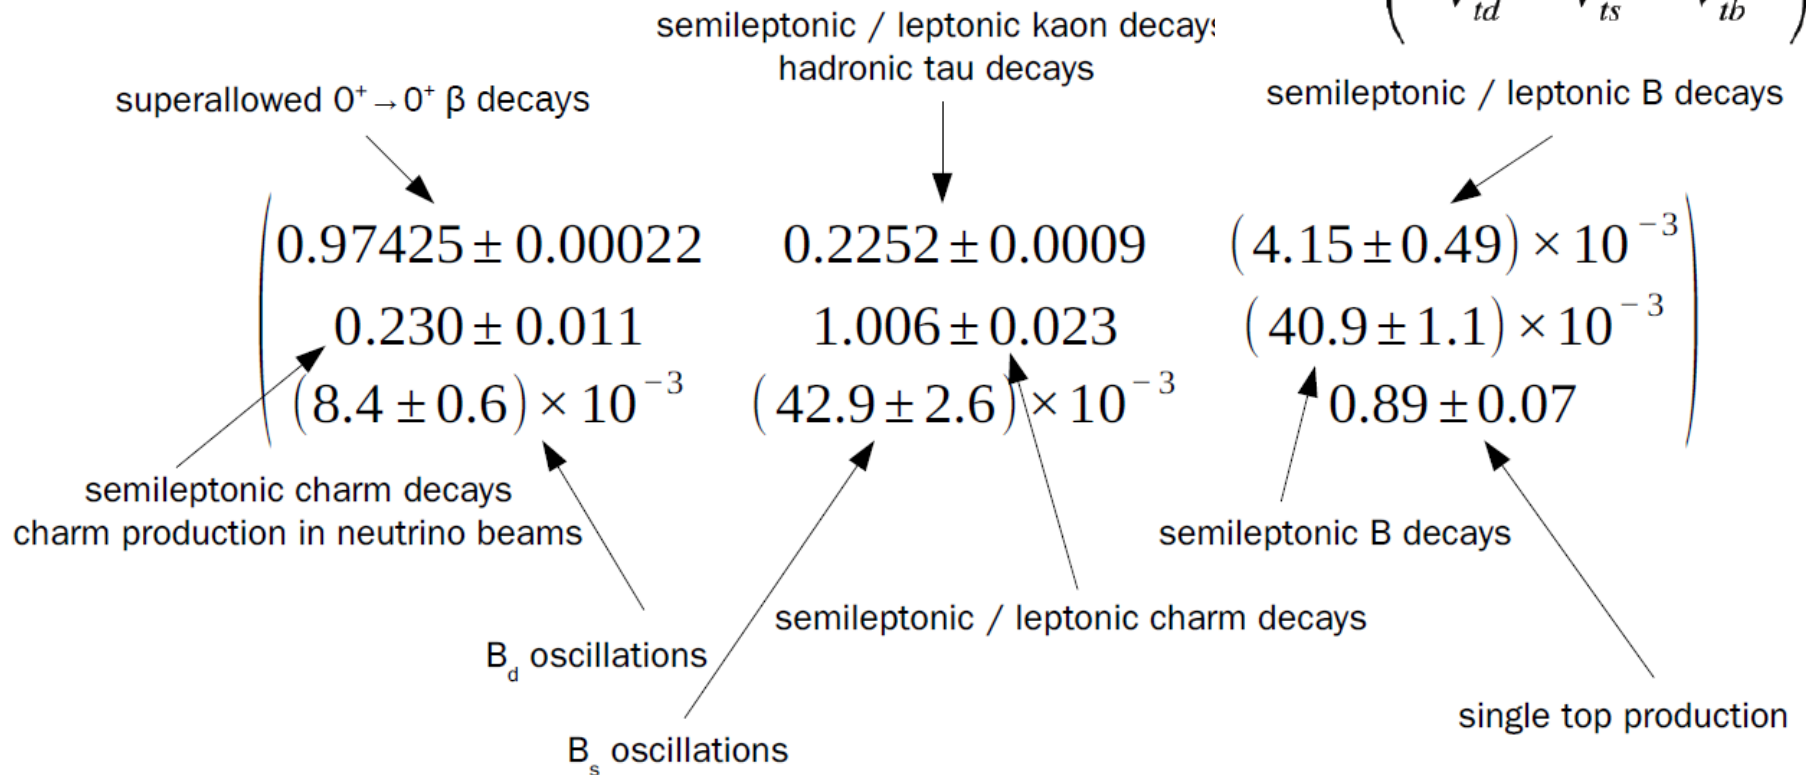 semileptonic / leptonic kaon decays
hadronic tau decays
td ts tb
superallowed 0⁺→0⁺ β decays
semileptonic / leptonic B decays
0.97425 ± 0.00022 0.2252 ± 0.0009 (4.15 ± 0.49) × 10⁻³
0.230 ± 0.011 1.006 ± 0.023 (40.9 ± 1.1) × 10⁻³
(8.4 ± 0.6) × 10⁻³ (42.9 ± 2.6) × 10⁻³ 0.89 ± 0.07
semileptonic charm decays
charm production in neutrino beams
semileptonic B decays
semileptonic / leptonic charm decays
B_d oscillations
single top production
B_s oscillations